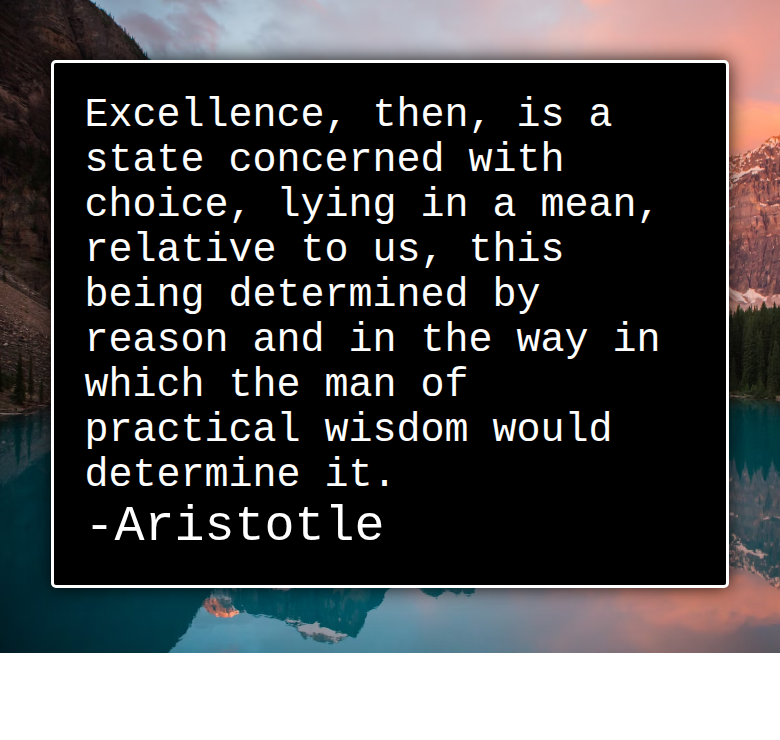 Excellence, then, is a
state concerned with
choice, lying in a mean,
relative to us, this
being determined by
reason and in the way in
which the man of
practical wisdom would
determine it.
-Aristotle